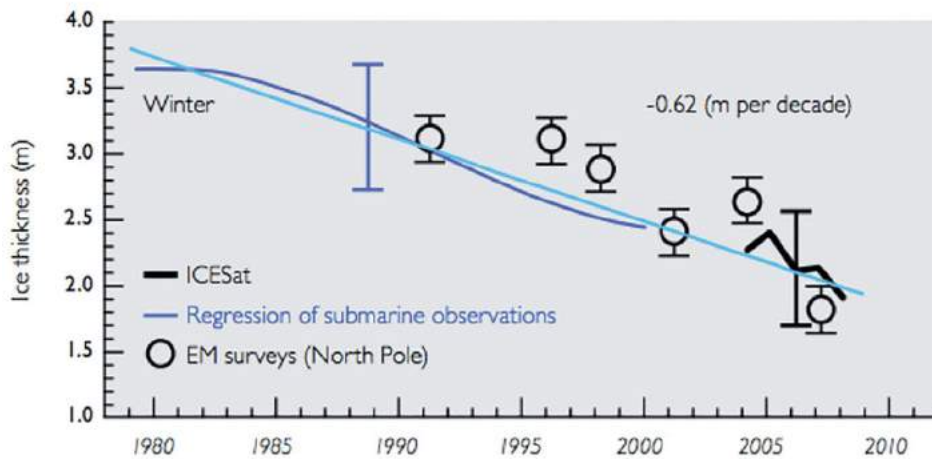 4.0
3.5
3.0
2.5
2.0
1.5
1.0
Ice thickness (m)
Winter
-0.62 (m per decade)
ICESat
Regression of submarine observations
EM surveys (North Pole)
1980 1985 1990 1995 2000 2005 2010